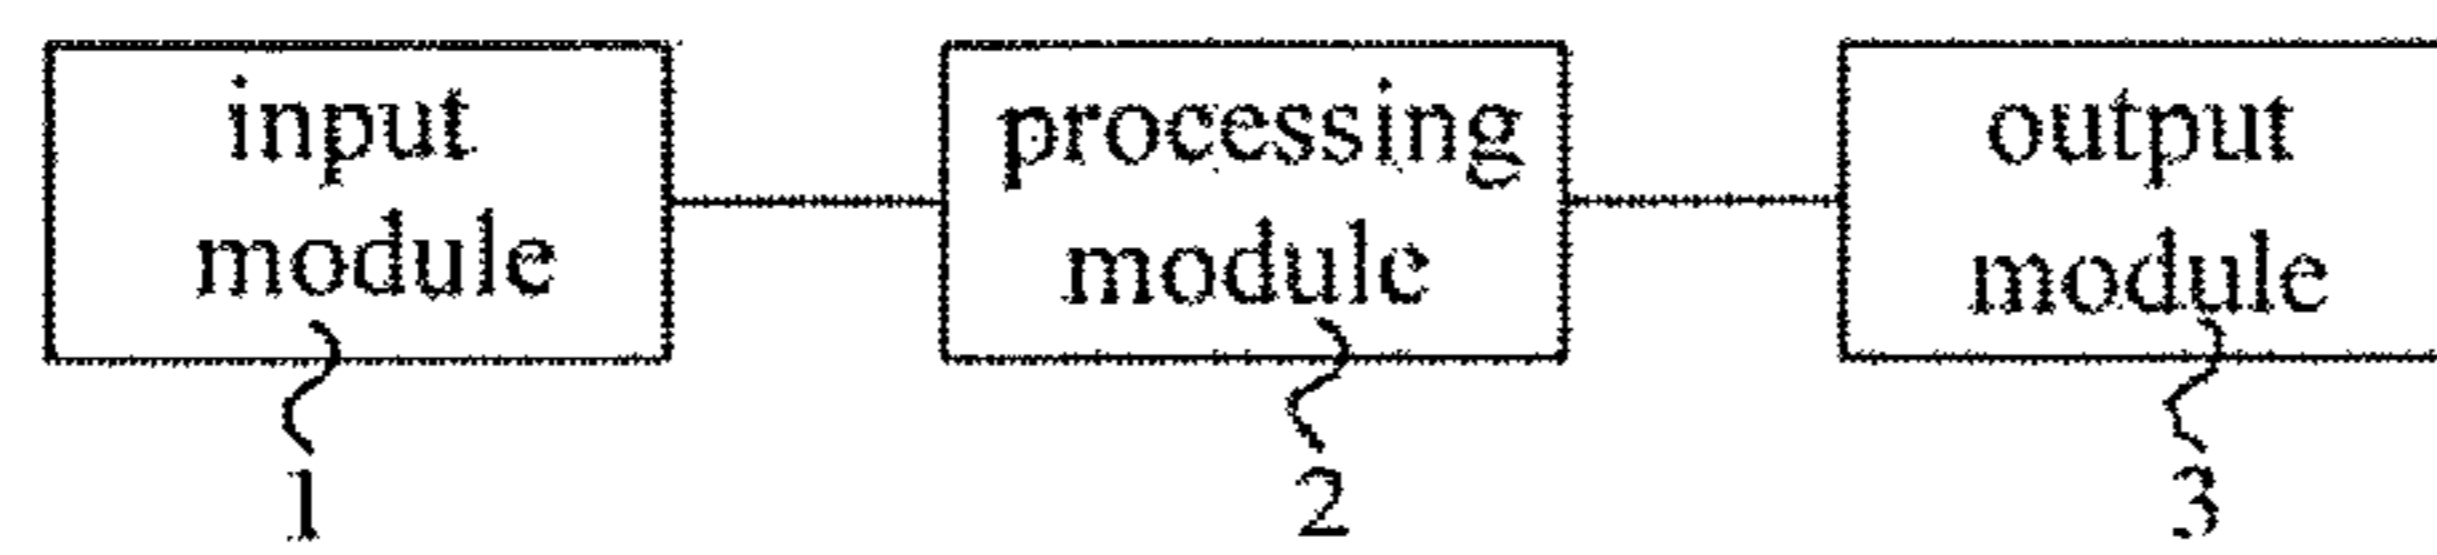 input
module
1
processing
module
2
output
module
3